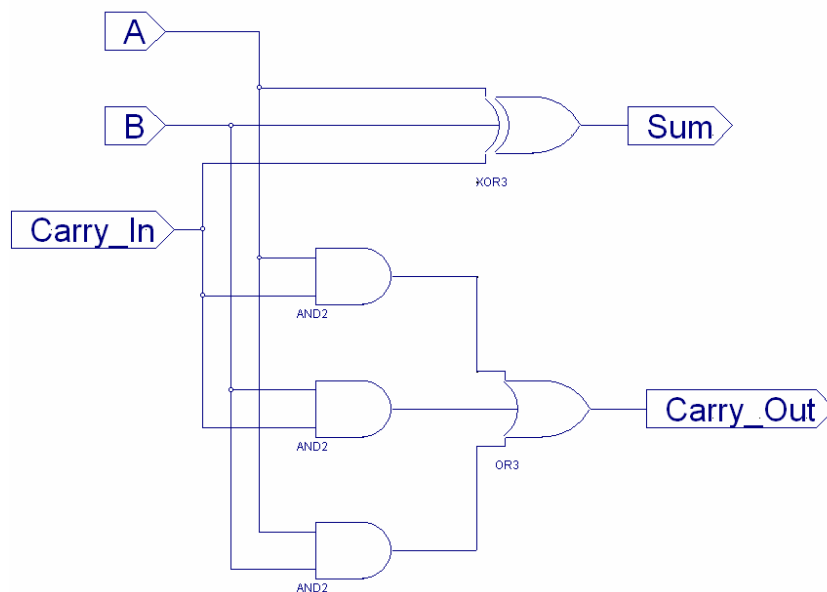 A
B
Sum
XOR3
Carry_In
AND2
AND2
Carry_Out
OR3
AND2